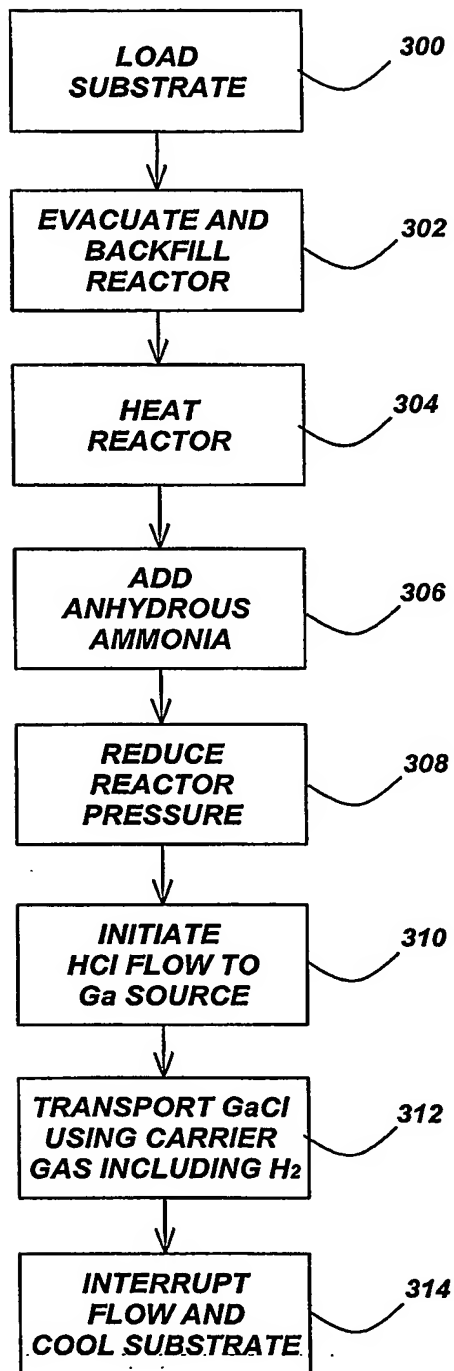 LOAD
SUBSTRATE
300
EVACUATE AND
BACKFILL
REACTOR
302
HEAT
REACTOR
304
ADD
ANHYDROUS
AMMONIA
306
REDUCE
REACTOR
PRESSURE
308
INITIATE
HCl FLOW TO
Ga SOURCE
310
TRANSPORT GaCl
USING CARRIER
GAS INCLUDING H2
312
INTERRUPT
FLOW AND
COOL SUBSTRATE
314